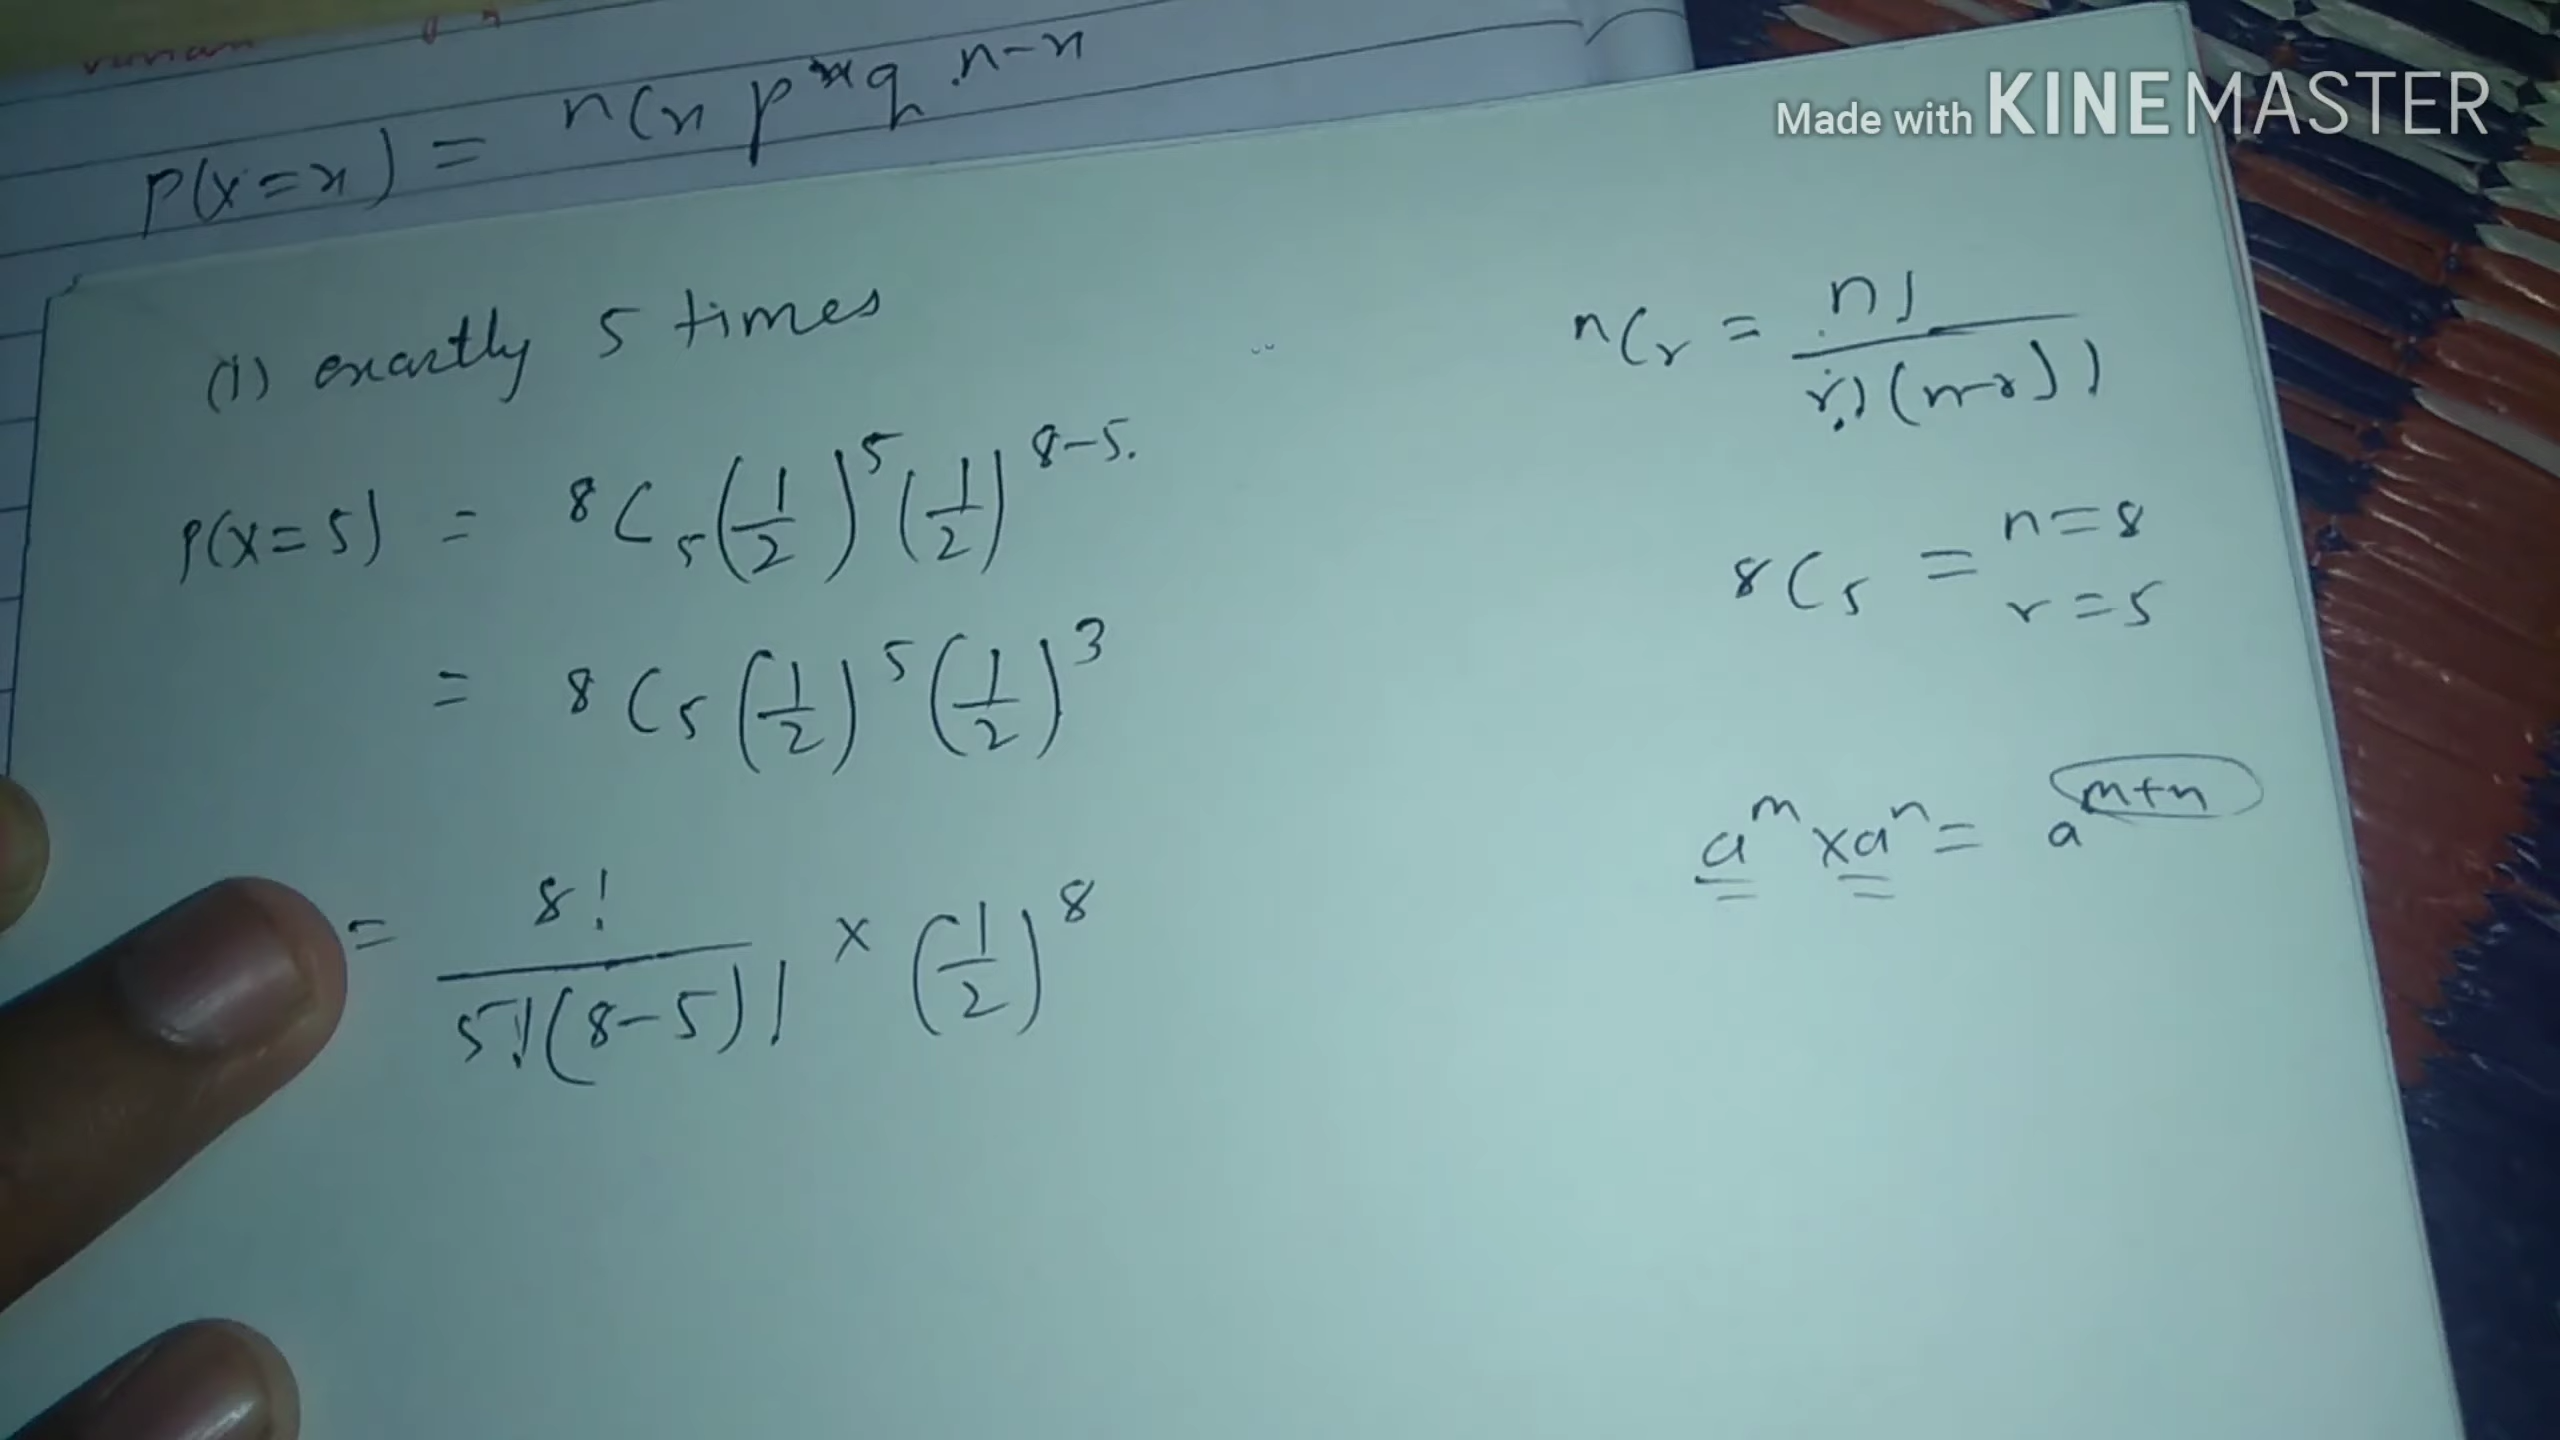 Made with KINEMASTER
P(X=x) = nCx p^x q^n-x
(i) exactly 5 times
P(X=5) = 8C5 (1/2)^5 (1/2)^8-5.
= 8C5 (1/2)^5 (1/2)^3
= 8!/5!(8-5)! × (1/2)^8
nCr = n!/r!(n-r)!
8C5 = n=8
r=5
a^m × a^n = a^m+n